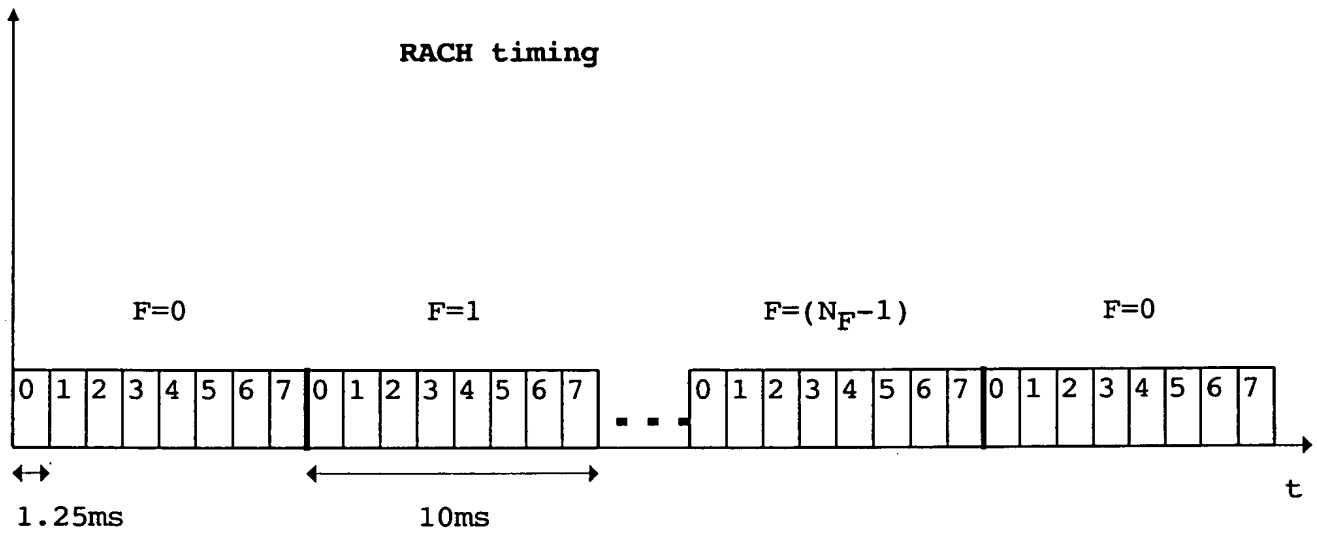 RACH timing
F=0 F=1 F=(N_F-1) F=0
0 1 2 3 4 5 6 7 0 1 2 3 4 5 6 7 ... 0 1 2 3 4 5 6 7 0 1 2 3 4 5 6 7
t
1.25ms 10ms